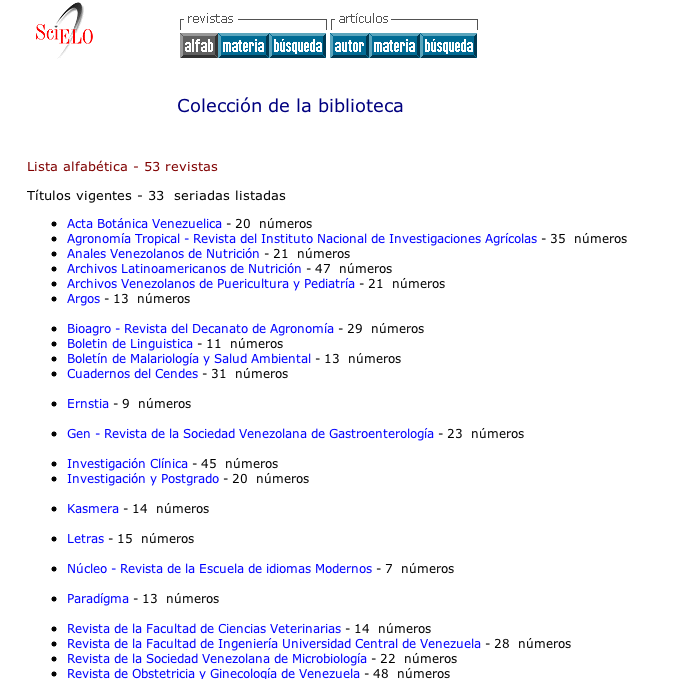 SciELO
revistas artículos
alfab materia búsqueda autor materia búsqueda
Colección de la biblioteca
Lista alfabética - 53 revistas
Títulos vigentes - 33 seriadas listadas
Acta Botánica Venezuelica - 20 números
Agronomía Tropical - Revista del Instituto Nacional de Investigaciones Agrícolas - 35 números
Anales Venezolanos de Nutrición - 21 números
Archivos Latinoamericanos de Nutrición - 47 números
Archivos Venezolanos de Puericultura y Pediatría - 21 números
Argos - 13 números
Bioagro - Revista del Decanato de Agronomía - 29 números
Boletin de Linguistica - 11 números
Boletín de Malariología y Salud Ambiental - 13 números
Cuadernos del Cendes - 31 números
Ernstia - 9 números
Gen - Revista de la Sociedad Venezolana de Gastroenterología - 23 números
Investigación Clínica - 45 números
Investigación y Postgrado - 20 números
Kasmera - 14 números
Letras - 15 números
Núcleo - Revista de la Escuela de idiomas Modernos - 7 números
Paradígma - 13 números
Revista de la Facultad de Ciencias Veterinarias - 14 números
Revista de la Facultad de Ingeniería Universidad Central de Venezuela - 28 números
Revista de la Sociedad Venezolana de Microbiología - 22 números
Revista de Obstetricia y Ginecología de Venezuela - 48 números